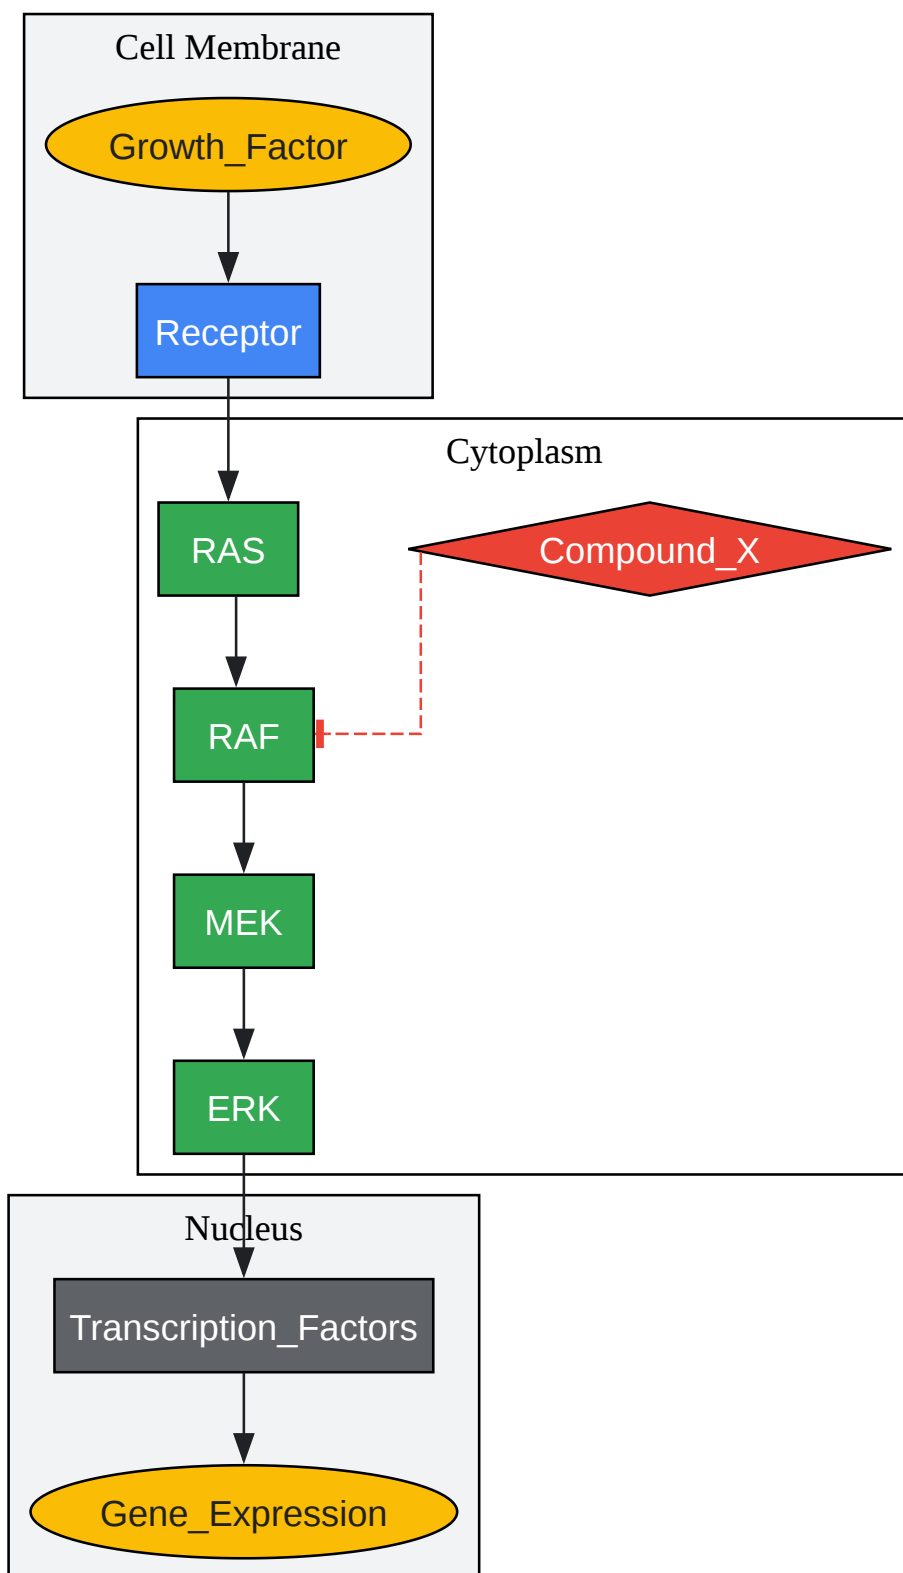 Cell Membrane
Growth_Factor
Receptor
Cytoplasm
RAS
Compound_X
RAF
MEK
ERK
Nucleus
Transcription_Factors
Gene_Expression